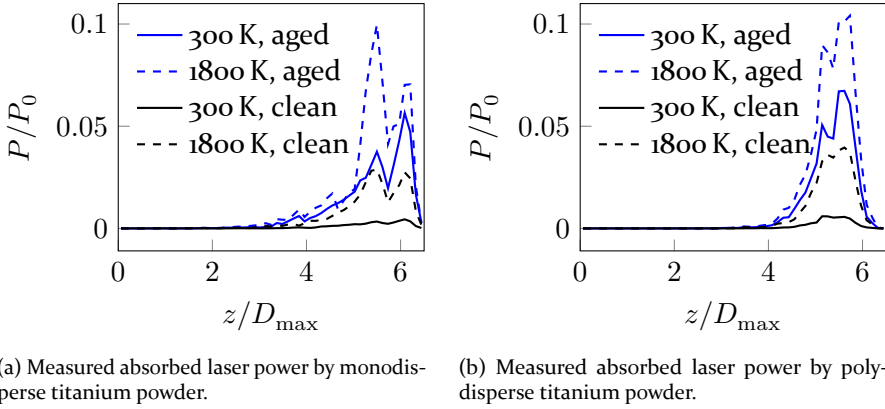 0.1
0.05
0
P/P₀
300 K, aged
1800 K, aged
300 K, clean
1800 K, clean
0 2 4 6
z/D_max
(a) Measured absorbed laser power by monodis-
perse titanium powder.
0.1
0.05
0
P/P₀
300 K, aged
1800 K, aged
300 K, clean
1800 K, clean
0 2 4 6
z/D_max
(b) Measured absorbed laser power by poly-
disperse titanium powder.